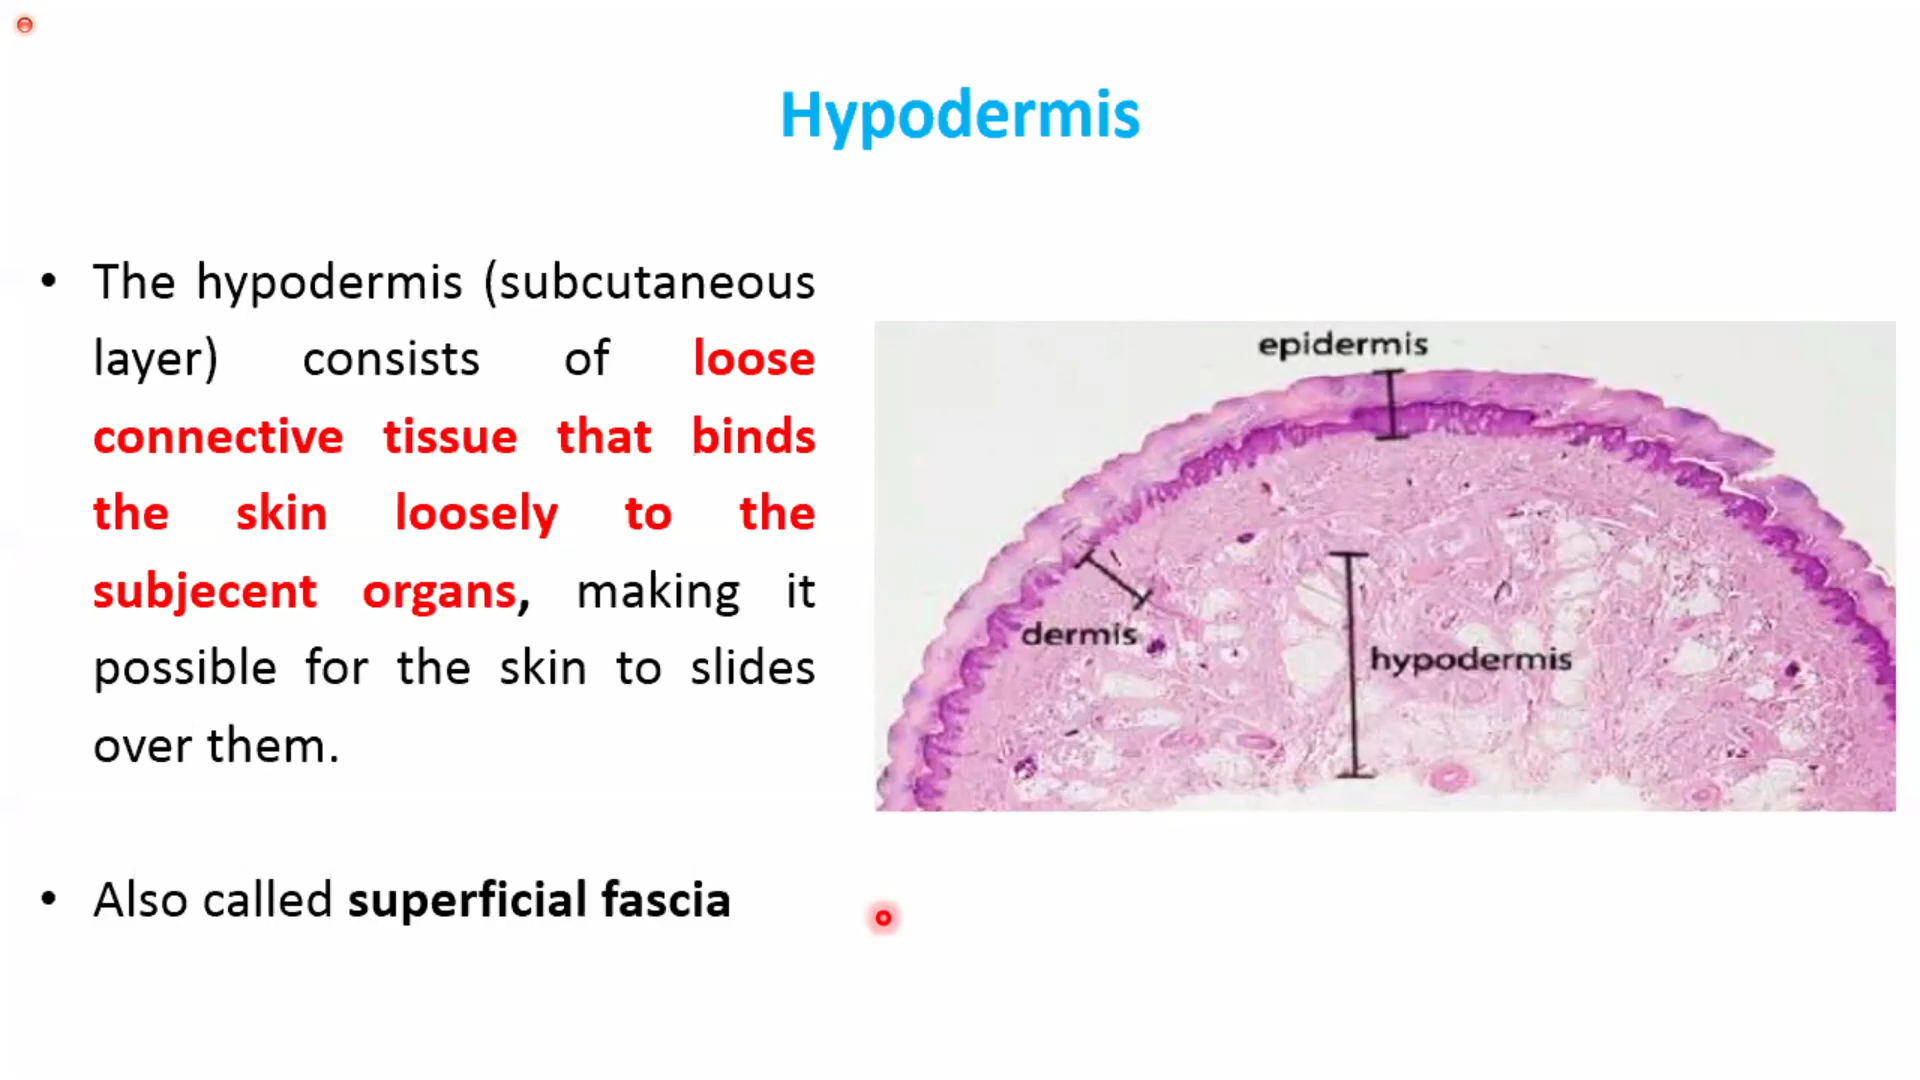 Hypodermis
• The hypodermis (subcutaneous
layer) consists of loose
connective tissue that binds
the skin loosely to the
subjecent organs, making it
possible for the skin to slides
over them.
• Also called superficial fascia
epidermis
dermis
hypodermis